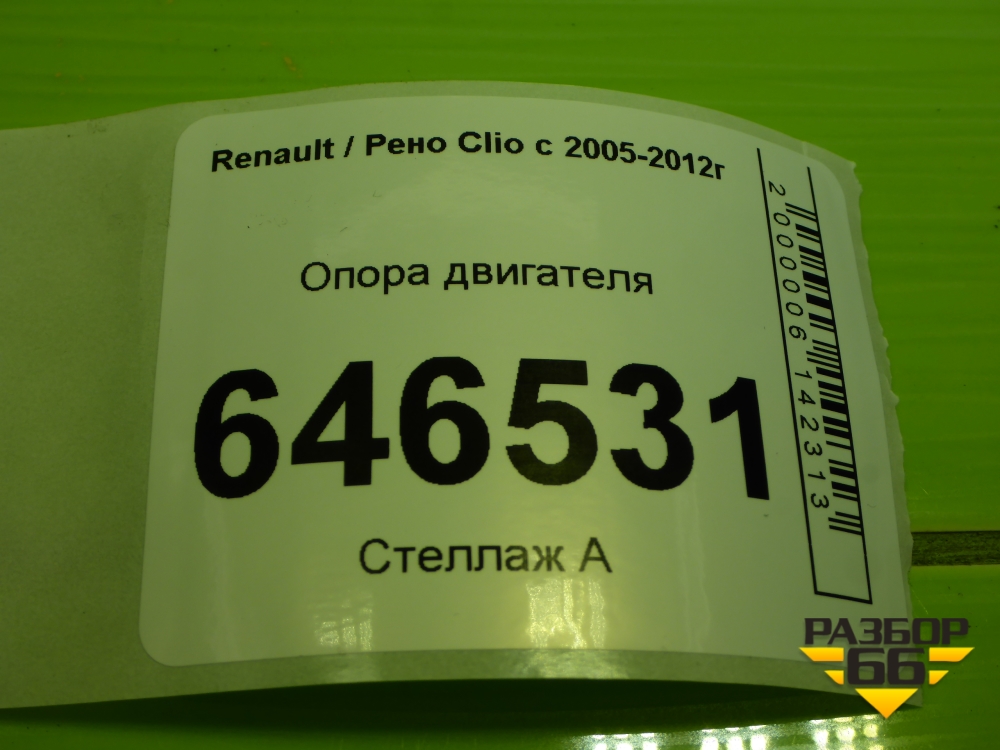 Renault / Рено Clio с 2005-2012г
Опора двигателя
646531
Стеллаж А
2000006142313
РАЗБОР
66